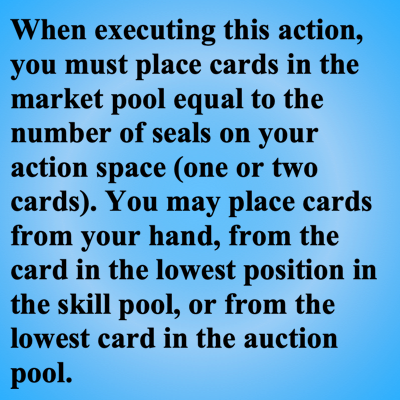 When executing this action,
you must place cards in the
market pool equal to the
number of seals on your
action space (one or two
cards). You may place cards
from your hand, from the
card in the lowest position in
the skill pool, or from the
lowest card in the auction
pool.